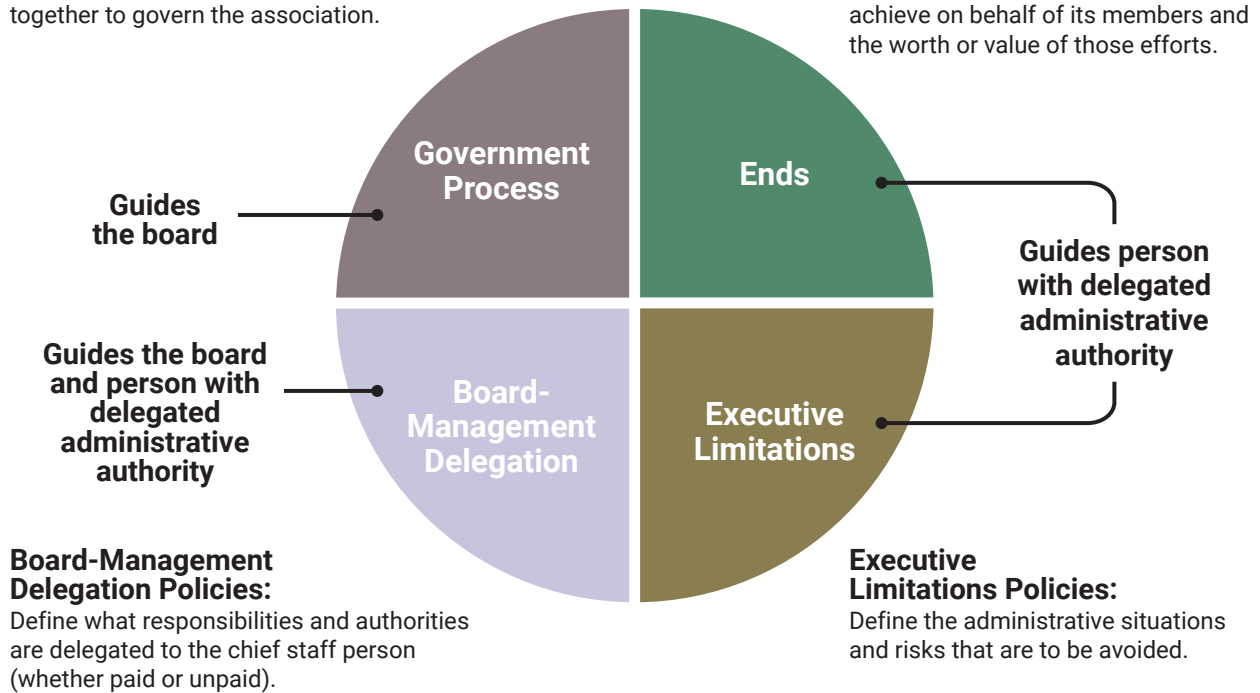 together to govern the association.
achieve on behalf of its members and
the worth or value of those efforts.
Government
Process
Ends
Guides
the board
Guides person
with delegated
administrative
authority
Guides the board
and person with
delegated
administrative
authority
Board-
Management
Delegation
Executive
Limitations
Board-Management
Delegation Policies:
Define what responsibilities and authorities
are delegated to the chief staff person
(whether paid or unpaid).
Executive
Limitations Policies:
Define the administrative situations
and risks that are to be avoided.